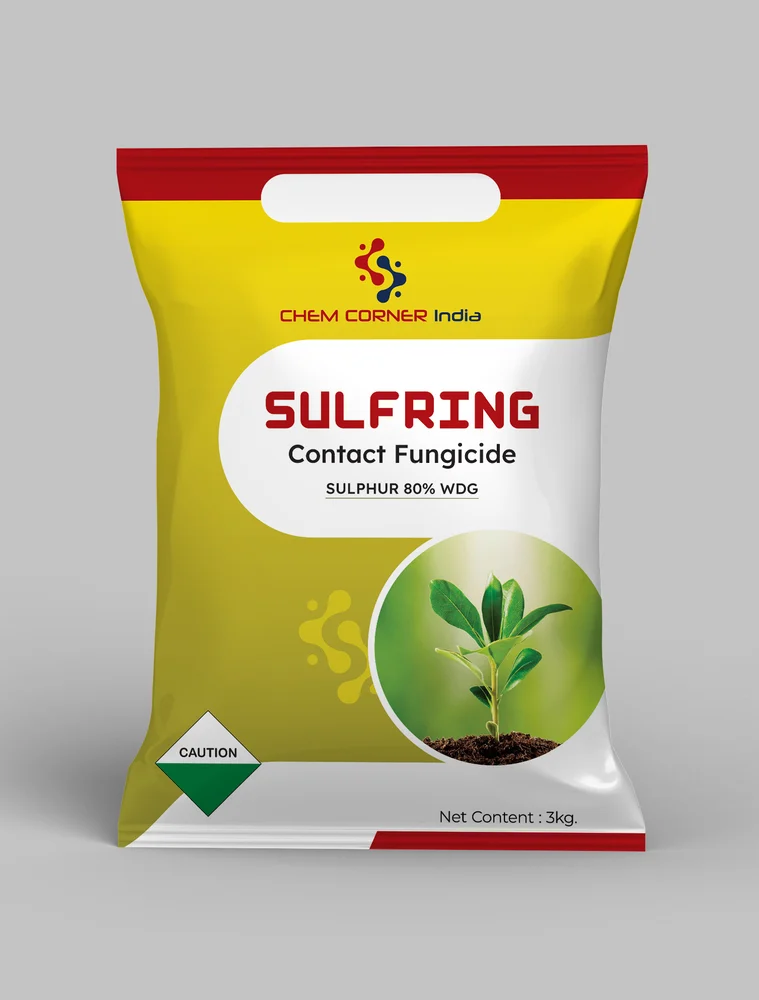 CHEM CORNER India
SULFRING
Contact Fungicide
SULPHUR 80% WDG
CAUTION
Net Content : 3kg.